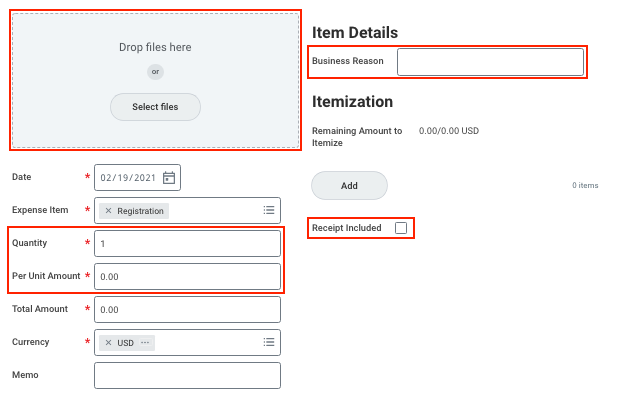 Drop files here
or
Select files
Date * 02/19/2021
Expense Item * × Registration
Quantity * 1
Per Unit Amount * 0.00
Total Amount * 0.00
Currency * × USD ...
Memo
Item Details
Business Reason
Itemization
Remaining Amount to 0.00/0.00 USD
Itemize
Add 0 items
Receipt Included